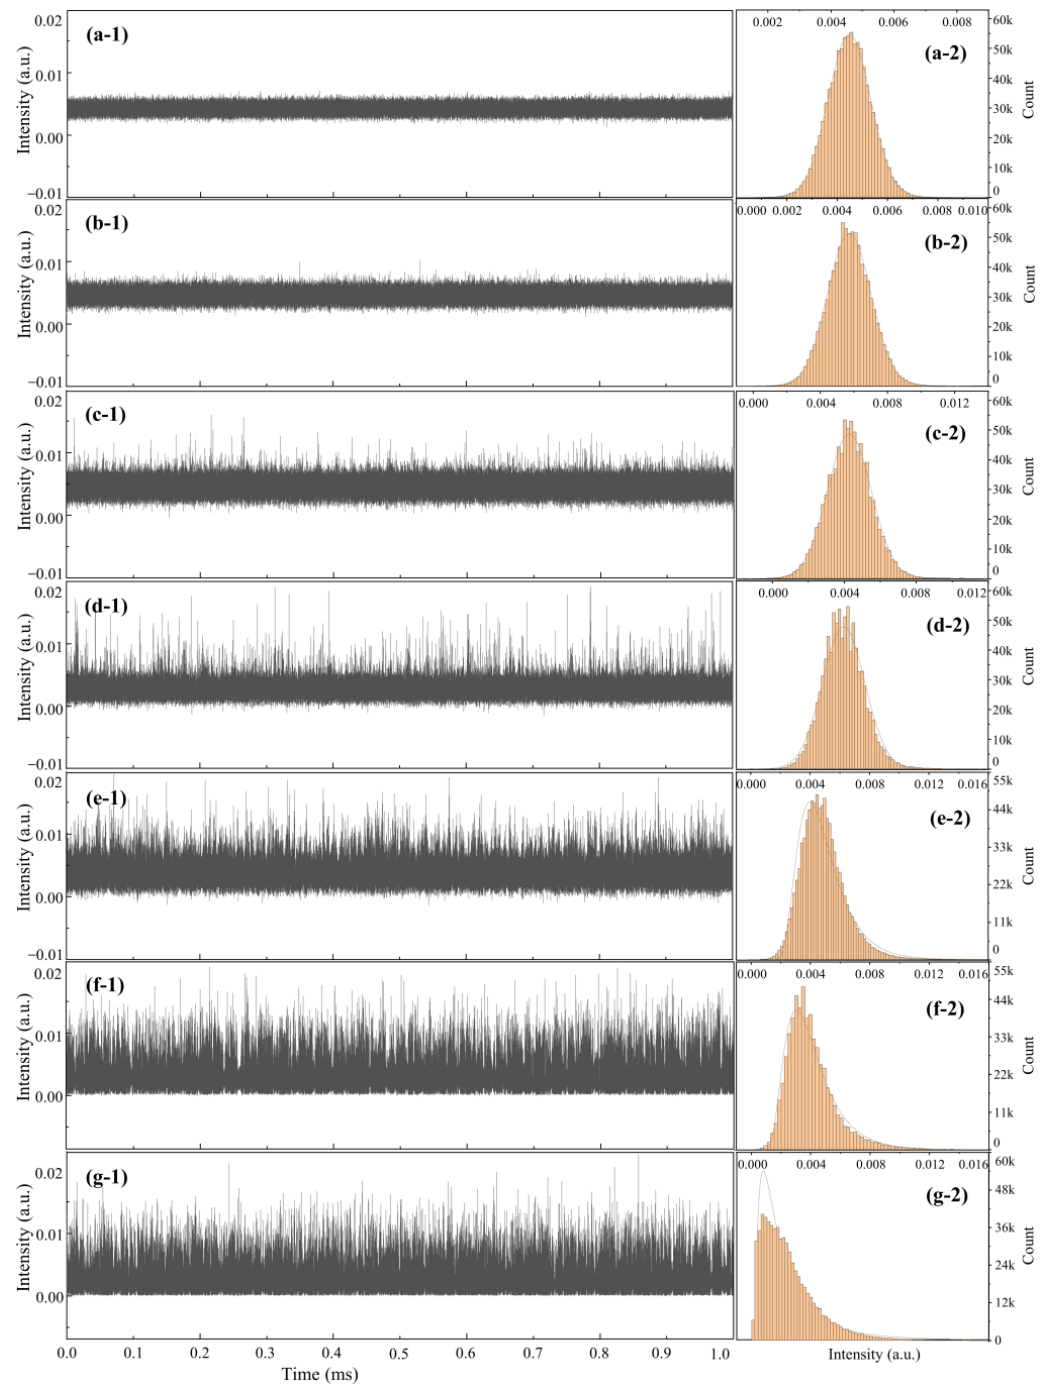 0.02
0.01
0.00
−0.01
Intensity (a.u.)
(a-1)
0.002 0.004 0.006 0.008
60k
50k
40k
30k
20k
10k
0
Count
(a-2)
0.02
0.01
0.00
−0.01
Intensity (a.u.)
(b-1)
0.000 0.002 0.004 0.006 0.008 0.010
60k
50k
40k
30k
20k
10k
0
Count
(b-2)
0.02
0.01
0.00
−0.01
Intensity (a.u.)
(c-1)
0.000 0.004 0.008 0.012
60k
50k
40k
30k
20k
10k
0
Count
(c-2)
0.02
0.01
0.00
−0.01
Intensity (a.u.)
(d-1)
0.000 0.004 0.008 0.012
60k
50k
40k
30k
20k
10k
0
Count
(d-2)
0.02
0.01
0.00
−0.01
Intensity (a.u.)
(e-1)
0.000 0.004 0.008 0.012 0.016
55k
44k
33k
22k
11k
0
Count
(e-2)
0.02
0.01
0.00
Intensity (a.u.)
(f-1)
0.000 0.004 0.008 0.012 0.016
55k
44k
33k
22k
11k
0
Count
(f-2)
0.02
0.01
0.00
Intensity (a.u.)
(g-1)
0.000 0.004 0.008 0.012 0.016
60k
48k
36k
24k
12k
0
Count
(g-2)
0.0 0.1 0.2 0.3 0.4 0.5 0.6 0.7 0.8 0.9 1.0
Time (ms)
Intensity (a.u.)